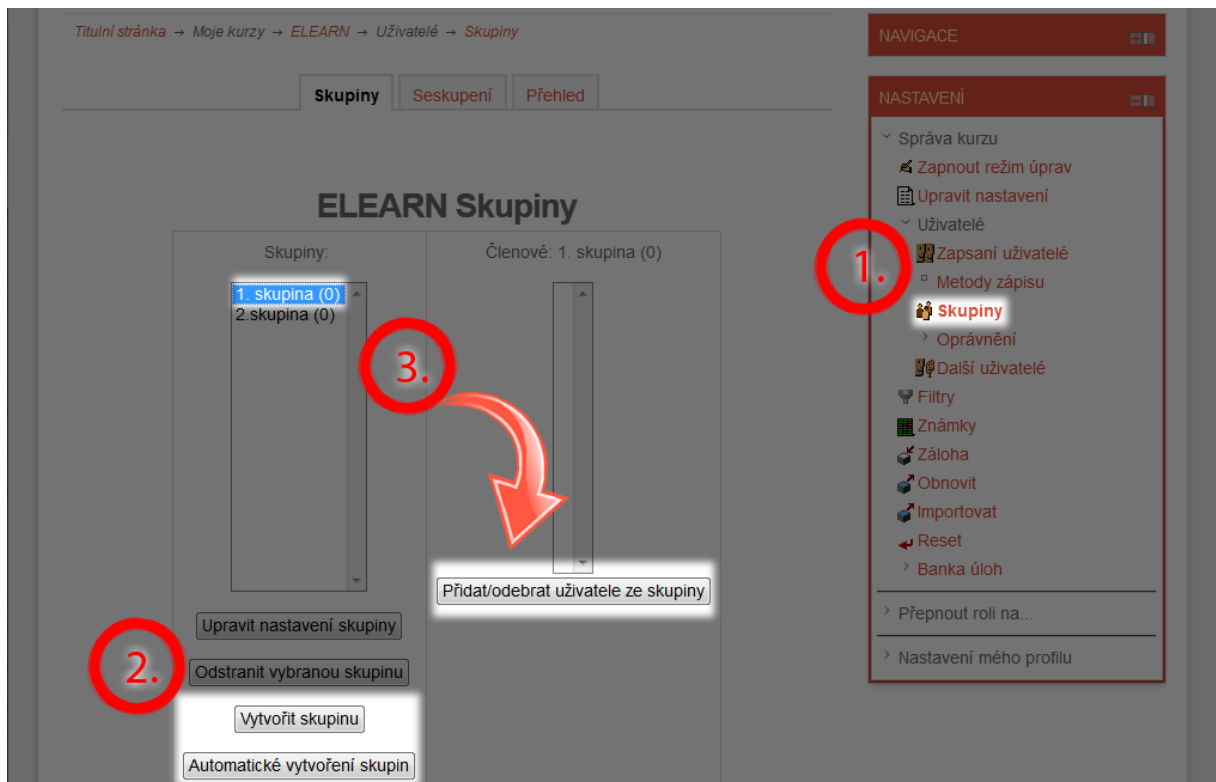 Titulní stránka → Moje kurzy → ELEARN → Uživatelé → Skupiny
Skupiny Seskupení Přehled
ELEARN Skupiny
Skupiny:
1. skupina (0)
2.skupina (0)
Členové: 1. skupina (0)
3.
Přidat/odebrat uživatele ze skupiny
Upravit nastavení skupiny
2.
Odstranit vybranou skupinu
Vytvořit skupinu
Automatické vytvoření skupin
NAVIGACE
NASTAVENÍ
Správa kurzu
Zapnout režim úprav
Upravit nastavení
Uživatelé
1.
Zapsaní uživatelé
Metody zápisu
Skupiny
Oprávnění
Další uživatelé
Filtry
Známky
Záloha
Obnovit
Importovat
Reset
Banka úloh
Přepnout roli na...
Nastavení mého profilu